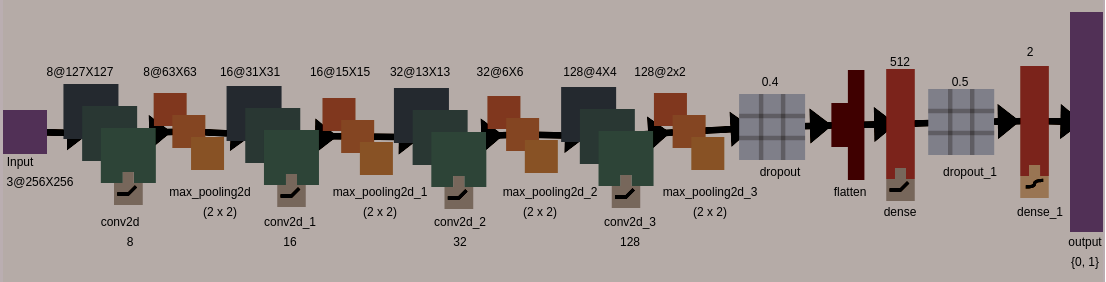 8@127X127
8@63X63
16@31X31
16@15X15
32@13X13
32@6X6
128@4X4
128@2x2
0.4
512
0.5
2
Input
3@256X256
conv2d
8
max_pooling2d
(2 x 2)
conv2d_1
16
max_pooling2d_1
(2 x 2)
conv2d_2
32
max_pooling2d_2
(2 x 2)
conv2d_3
128
max_pooling2d_3
(2 x 2)
dropout
flatten
dense
dropout_1
dense_1
output
{0, 1}